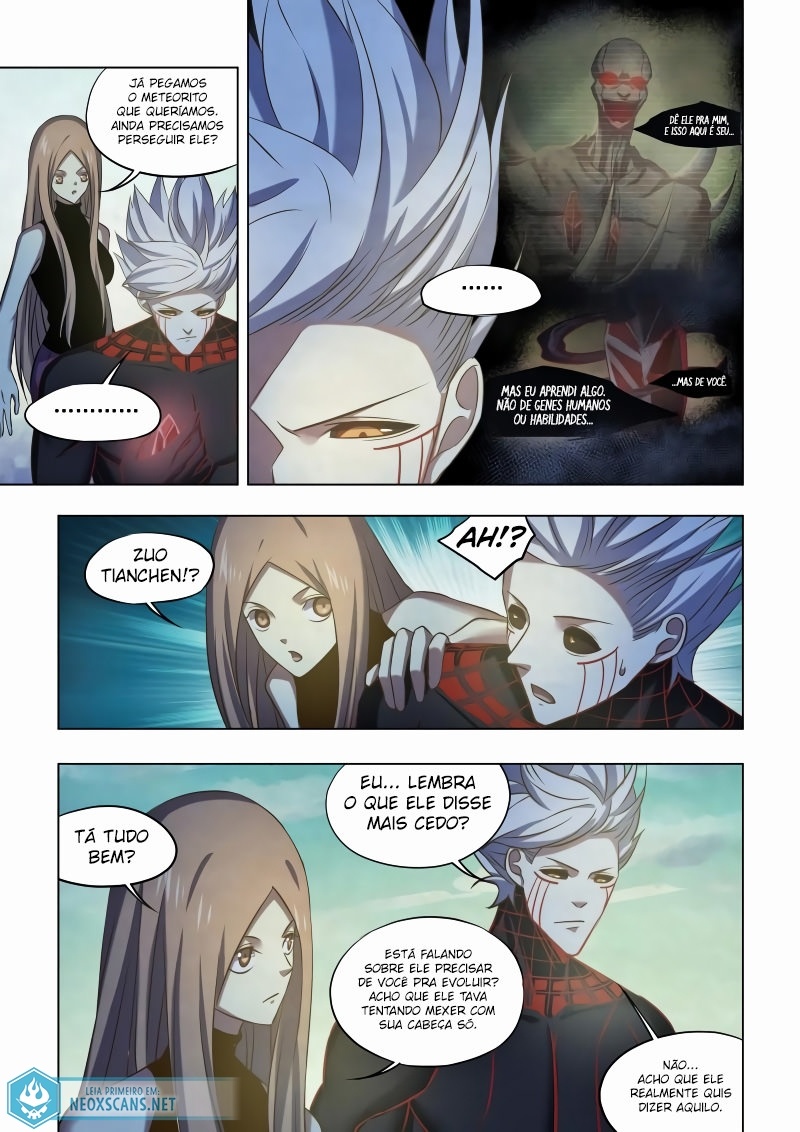 JÁ PEGAMOS
O METEORITO
QUE QUERÍAMOS.
AINDA PRECISAMOS
PERSEGUIR ELE?
............
DÊ ELE PRA MIM,
E ISSO AQUI É SEU...
......
MAS EU APRENDI ALGO.
NÃO DE GENES HUMANOS
OU HABILIDADES...
...MAS DE VOCÊ.
ZUO
TIANCHEN!?
AH!?
TÁ TUDO
BEM?
EU... LEMBRA
O QUE ELE DISSE
MAIS CEDO?
ESTÁ FALANDO
SOBRE ELE PRECISAR
DE VOCÊ PRA EVOLUIR?
ACHO QUE ELE TAVA
TENTANDO MEXER COM
SUA CABEÇA SÓ.
NÃO...
ACHO QUE ELE
REALMENTE QUIS
DIZER AQUILO.
LEIA PRIMEIRO EM:
NEOXSCANS.NET